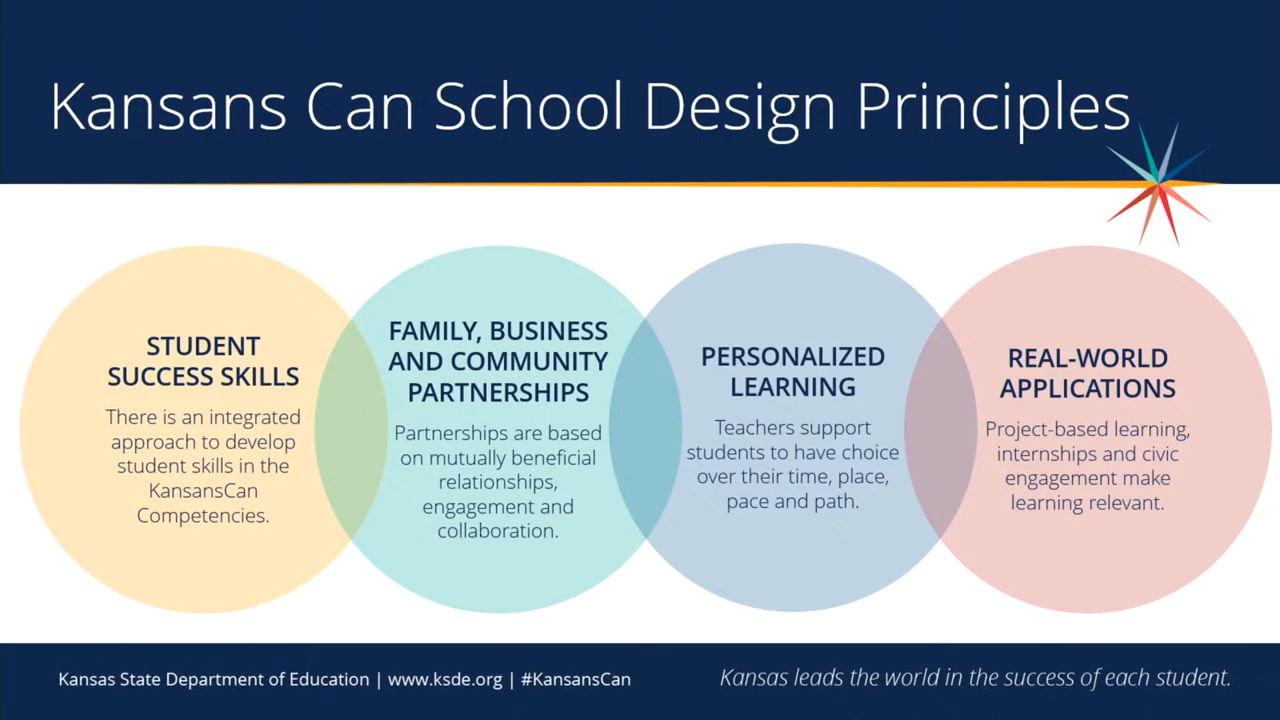 Kansans Can School Design Principles
STUDENT
SUCCESS SKILLS
There is an integrated
approach to develop
student skills in the
KansansCan
Competencies.
FAMILY, BUSINESS
AND COMMUNITY
PARTNERSHIPS
Partnerships are based
on mutually beneficial
relationships,
engagement and
collaboration.
PERSONALIZED
LEARNING
Teachers support
students to have choice
over their time, place,
pace and path.
REAL-WORLD
APPLICATIONS
Project-based learning,
internships and civic
engagement make
learning relevant.
Kansas State Department of Education | www.ksde.org | #KansansCan
Kansas leads the world in the success of each student.